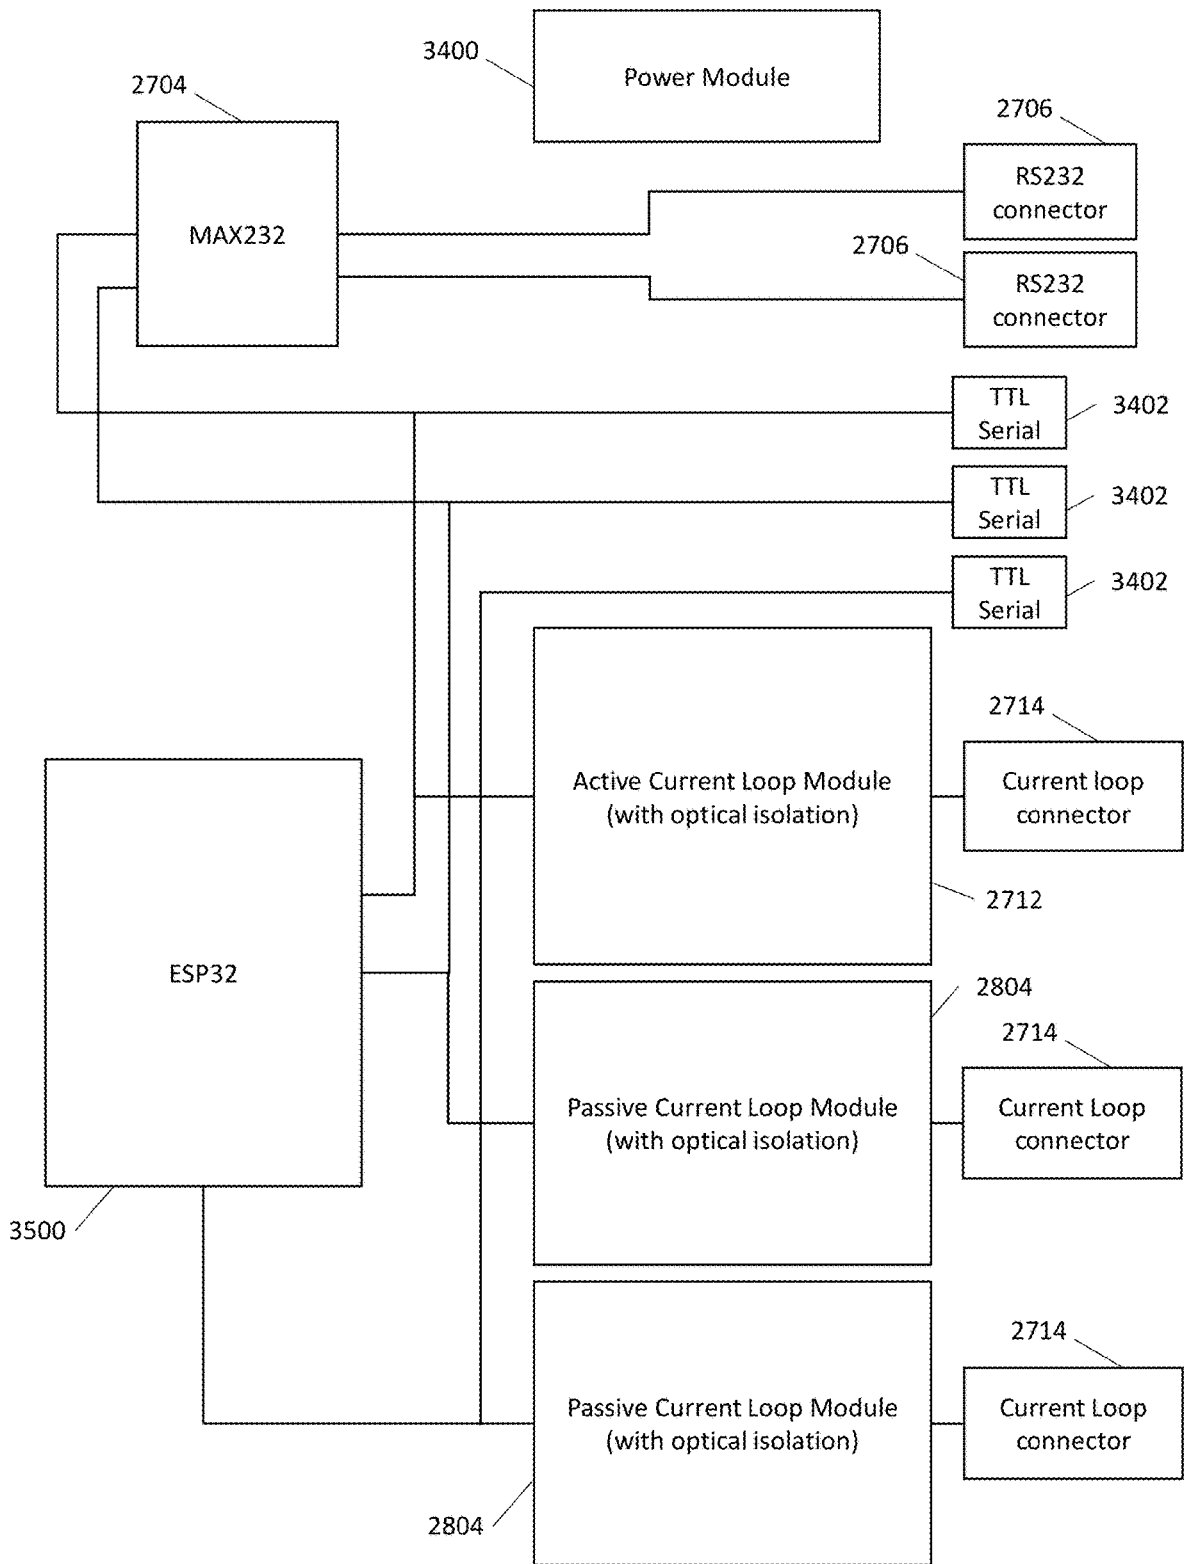 3400
Power Module
2704
MAX232
2706
RS232
connector
2706
RS232
connector
TTL
Serial
3402
TTL
Serial
3402
TTL
Serial
3402
Active Current Loop Module
(with optical isolation)
2714
Current loop
connector
2712
ESP32
3500
2804
Passive Current Loop Module
(with optical isolation)
2714
Current Loop
connector
Passive Current Loop Module
(with optical isolation)
2714
Current Loop
connector
2804